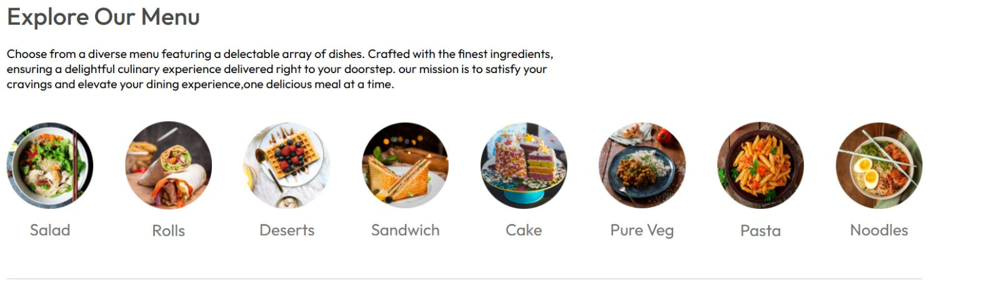 Explore Our Menu
Choose from a diverse menu featuring a delectable array of dishes. Crafted with the finest ingredients,
ensuring a delightful culinary experience delivered right to your doorstep. our mission is to satisfy your
cravings and elevate your dining experience,one delicious meal at a time.
Salad
Rolls
Deserts
Sandwich
Cake
Pure Veg
Pasta
Noodles